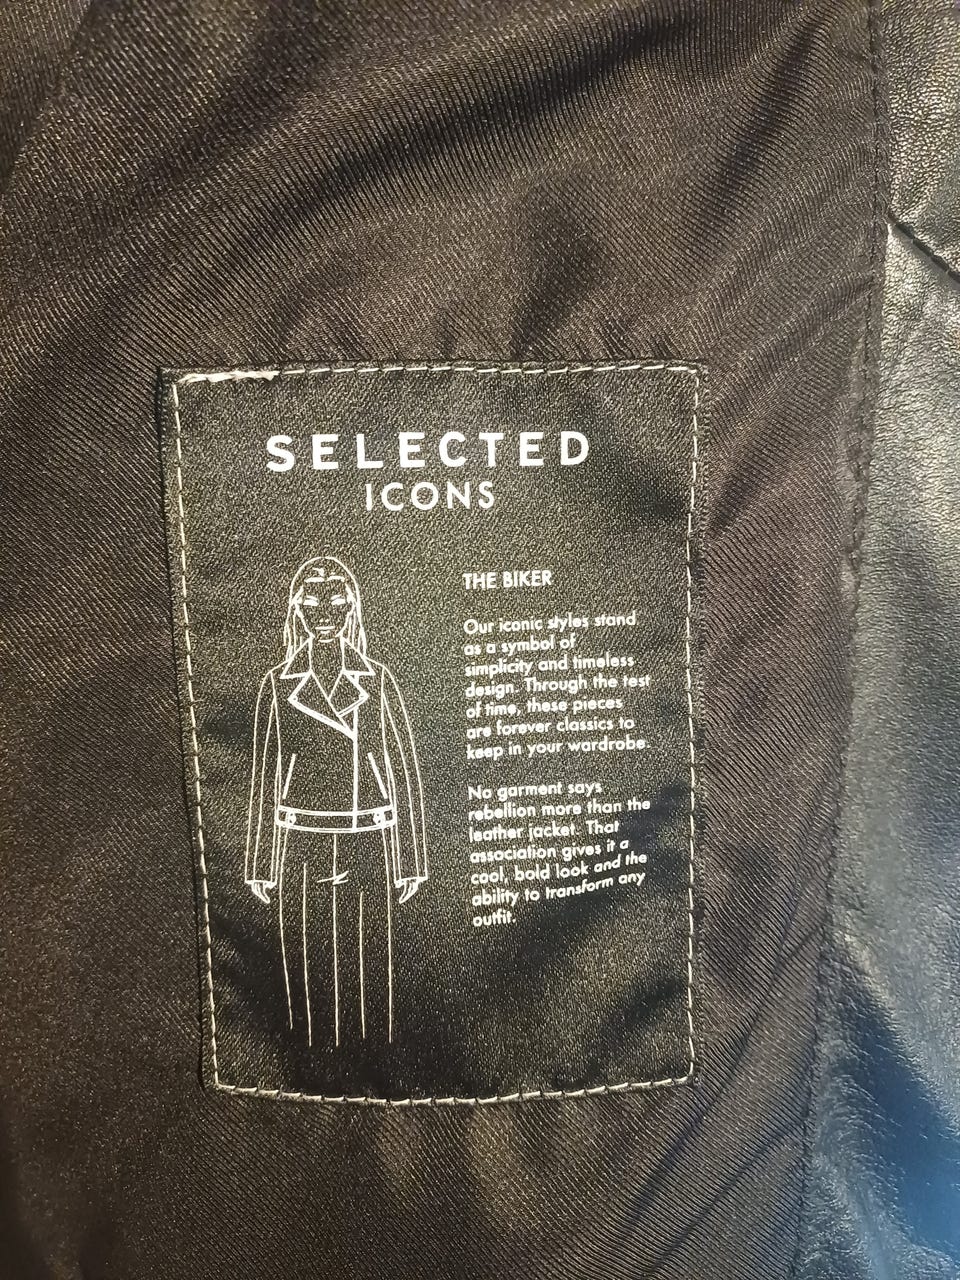 SELECTED
ICONS
THE BIKER
Our iconic styles stand
as a symbol of
simplicity and timeless
design. Through the test
of time, these pieces
are forever classics to
keep in your wardrobe.
No garment says
rebellion more than the
leather jacket. That
association gives it a
cool, bold look and the
ability to transform any
outfit.